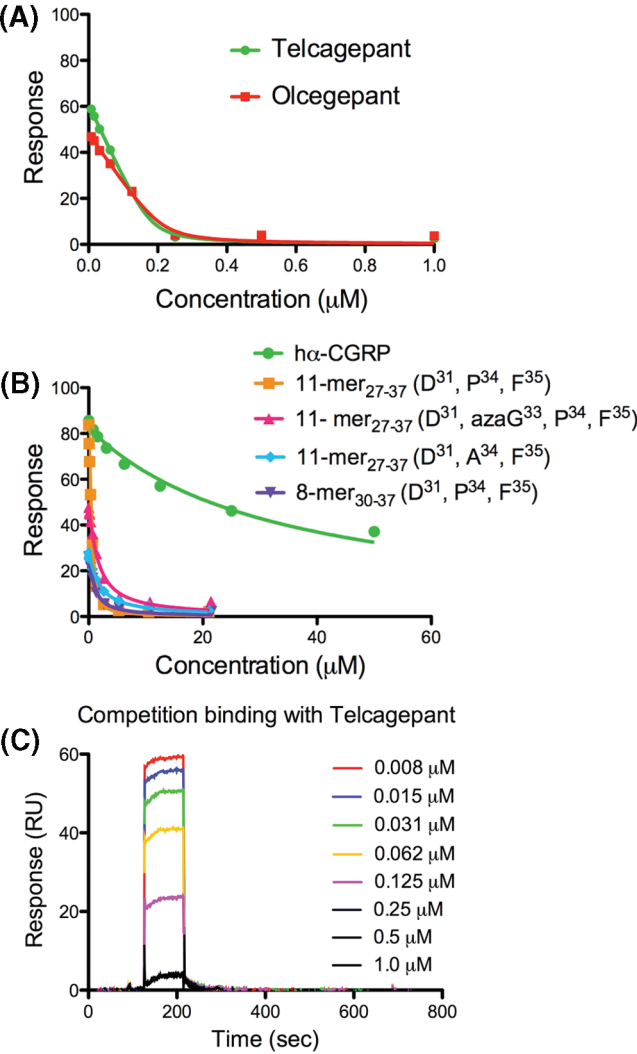 (A)
100
80
60
40
20
0
Response
Telcagepant
Olcegepant
0.0 0.2 0.4 0.6 0.8 1.0
Concentration (μM)
(B)
hα-CGRP
11-mer27-37 (D31, P34, F35)
11- mer27-37 (D31, azaG33, P34, F35)
11-mer27-37 (D31, A34, F35)
8-mer30-37 (D31, P34, F35)
100
80
60
40
20
0
Response
0 20 40 60
Concentration (μM)
Competition binding with Telcagepant
(C)
60
40
20
0
Response (RU)
0.008 μM
0.015 μM
0.031 μM
0.062 μM
0.125 μM
0.25 μM
0.5 μM
1.0 μM
0 200 400 600 800
Time (sec)